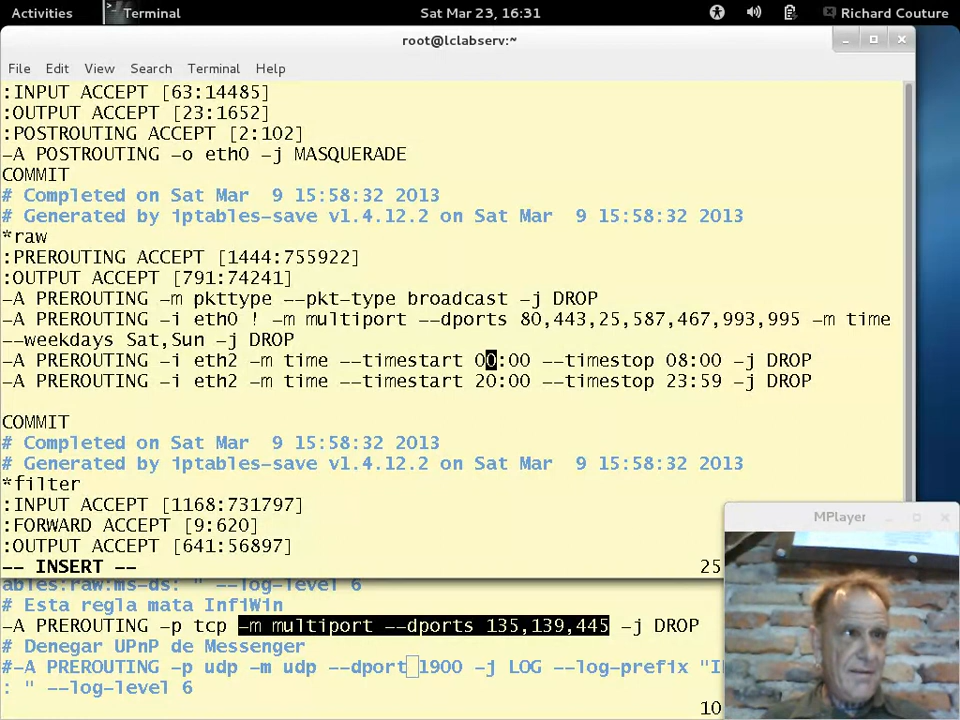 Activities
Terminal
Sat Mar 23, 16:31
Richard Couture
root@lclabserv:~
File Edit View Search Terminal Help
:INPUT ACCEPT [63:14485]
:OUTPUT ACCEPT [23:1652]
:POSTROUTING ACCEPT [2:102]
-A POSTROUTING -o eth0 -j MASQUERADE
COMMIT
# Completed on Sat Mar  9 15:58:32 2013
# Generated by iptables-save v1.4.12.2 on Sat Mar  9 15:58:32 2013
*raw
:PREROUTING ACCEPT [1444:755922]
:OUTPUT ACCEPT [791:74241]
-A PREROUTING -m pkttype --pkt-type broadcast -j DROP
-A PREROUTING -i eth0 ! -m multiport --dports 80,443,25,587,467,993,995 -m time
--weekdays Sat,Sun -j DROP
-A PREROUTING -i eth2 -m time --timestart 00:00 --timestop 08:00 -j DROP
-A PREROUTING -i eth2 -m time --timestart 20:00 --timestop 23:59 -j DROP
COMMIT
# Completed on Sat Mar  9 15:58:32 2013
# Generated by iptables-save v1.4.12.2 on Sat Mar  9 15:58:32 2013
*filter
:INPUT ACCEPT [1168:731797]
:FORWARD ACCEPT [9:620]
:OUTPUT ACCEPT [641:56897]
-- INSERT -- 25
MPlayer
ables:raw:ms-ds: " --log-level 6
# Esta regla mata InfiWin
-A PREROUTING -p tcp -m multiport --dports 135,139,445 -j DROP
# Denegar UPnP de Messenger
#-A PREROUTING -p udp -m udp --dport 1900 -j LOG --log-prefix
: " --log-level 6
10